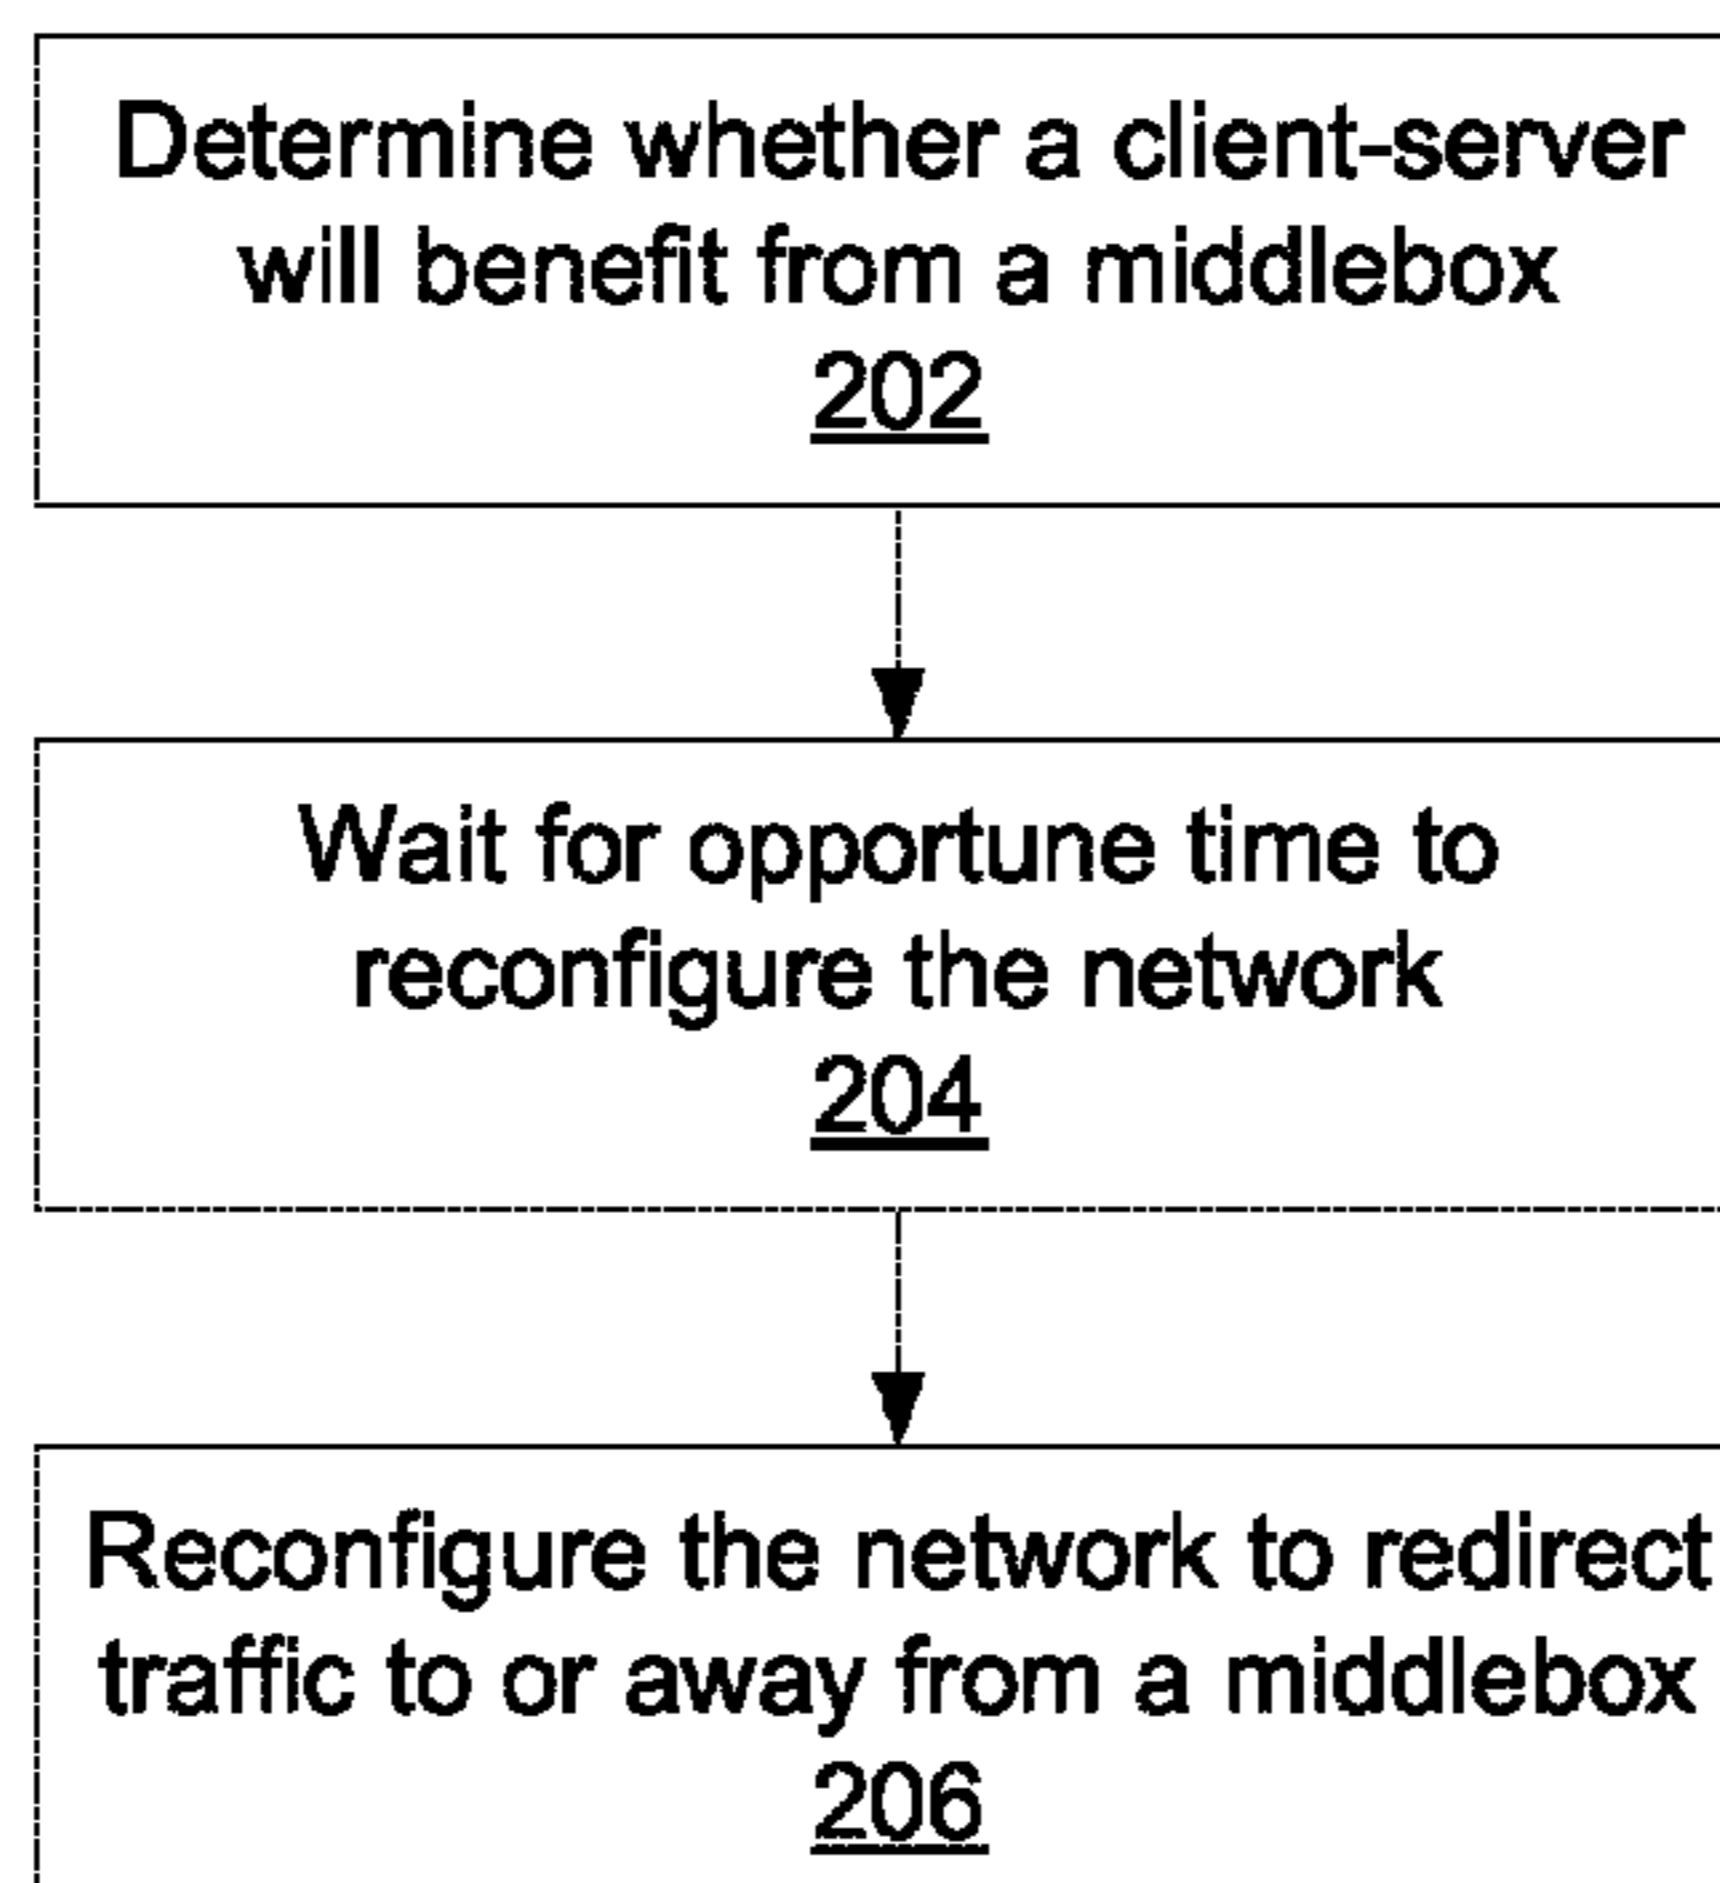 Determine whether a client-server
will benefit from a middlebox
202
Wait for opportune time to
reconfigure the network
204
Reconfigure the network to redirect
traffic to or away from a middlebox
206